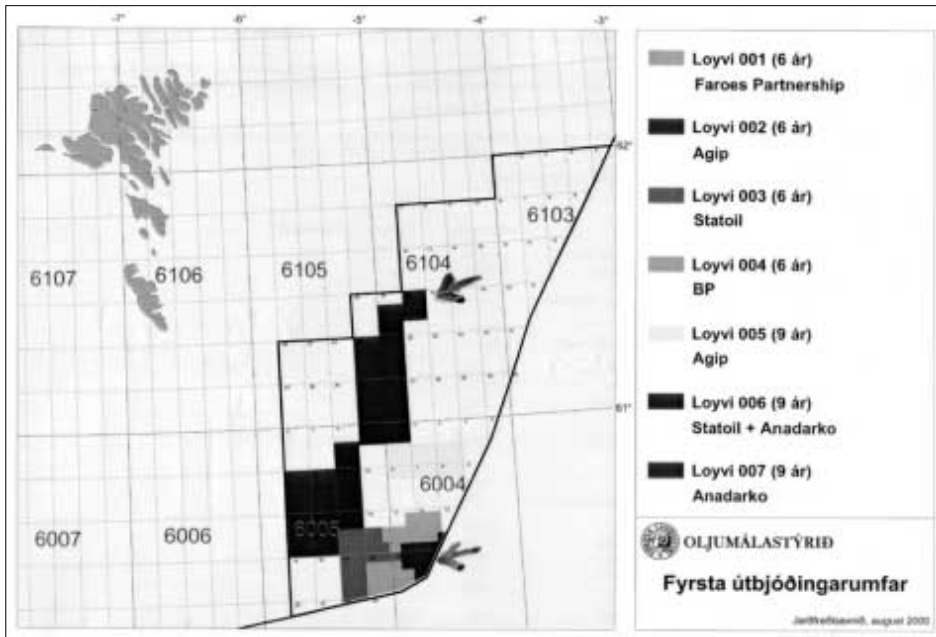 -7° -6° -5° -4° -3°
62°
6103
6107 6106 6105 6104
61°
6004
6005
6007 6006
Loyvi 001 (6 ár)
Faroes Partnership
Loyvi 002 (6 ár)
Agip
Loyvi 003 (6 ár)
Statoil
Loyvi 004 (6 ár)
BP
Loyvi 005 (9 ár)
Agip
Loyvi 006 (9 ár)
Statoil + Anadarko
Loyvi 007 (9 ár)
Anadarko
OLJUMÁLASTÝRIÐ
Fyrsta útbjóðingarumfar
Jarðfrøðisavnið, august 2000